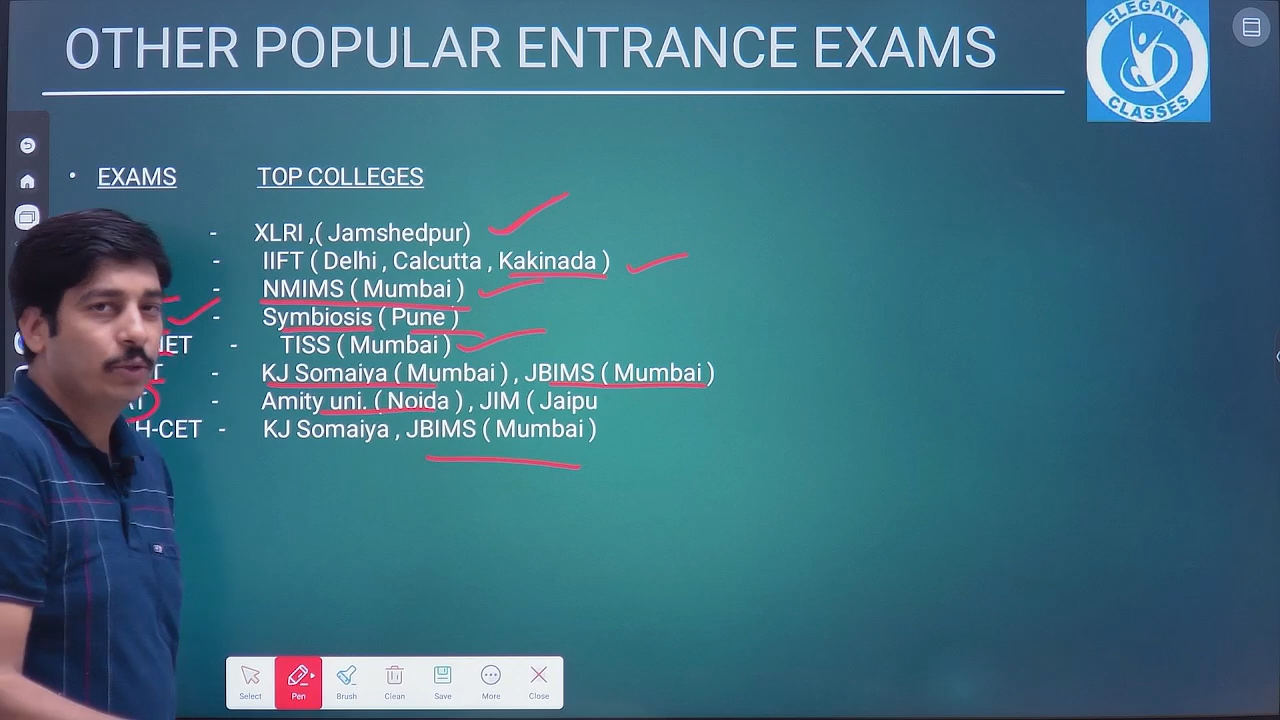 OTHER POPULAR ENTRANCE EXAMS
ELEGANT
CLASSES
• EXAMS TOP COLLEGES
- XLRI ,( Jamshedpur)
- IIFT ( Delhi , Calcutta , Kakinada )
- NMIMS ( Mumbai )
- Symbiosis ( Pune )
NET - TISS ( Mumbai )
T - KJ Somaiya ( Mumbai ) , JBIMS ( Mumbai )
AT - Amity uni. ( Noida ) , JIM ( Jaipu
H-CET - KJ Somaiya , JBIMS ( Mumbai )
Select Pen Brush Clean Save More Close